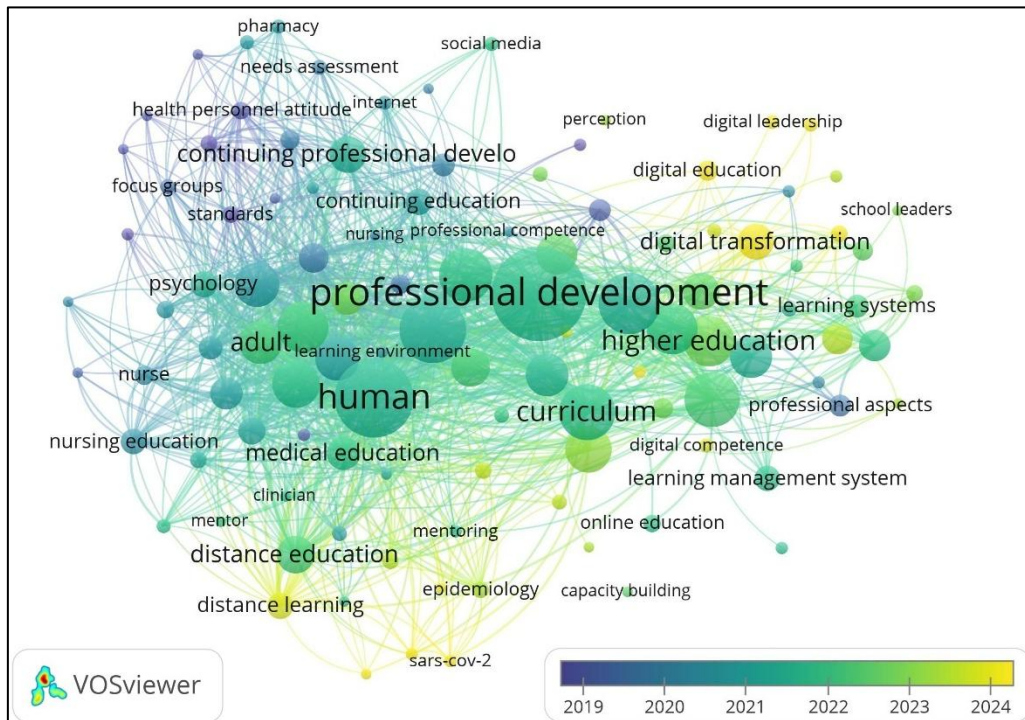 pharmacy
social media
needs assessment
internet
health personnel attitude
perception
digital leadership
continuing professional develo
digital education
focus groups
continuing education
school leaders
standards
nursing
professional competence
digital transformation
psychology
professional development
learning systems
adult
learning environment
higher education
nurse
human
curriculum
professional aspects
nursing education
medical education
digital competence
learning management system
clinician
mentor
mentoring
online education
distance education
epidemiology
capacity building
distance learning
sars-cov-2
VOSviewer
2019 2020 2021 2022 2023 2024